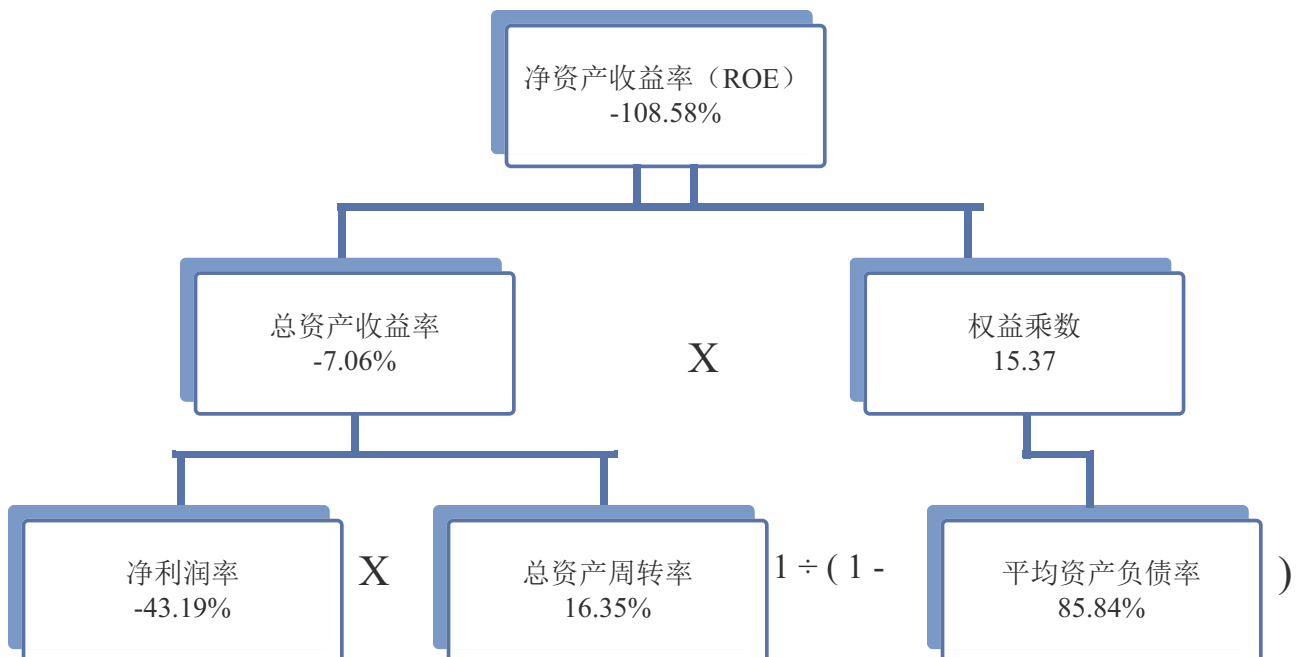 净资产收益率（ROE）
-108.58%
总资产收益率
-7.06%
X
权益乘数
15.37
净利润率
-43.19%
X
总资产周转率
16.35%
1 ÷ ( 1 -
平均资产负债率
85.84%
)